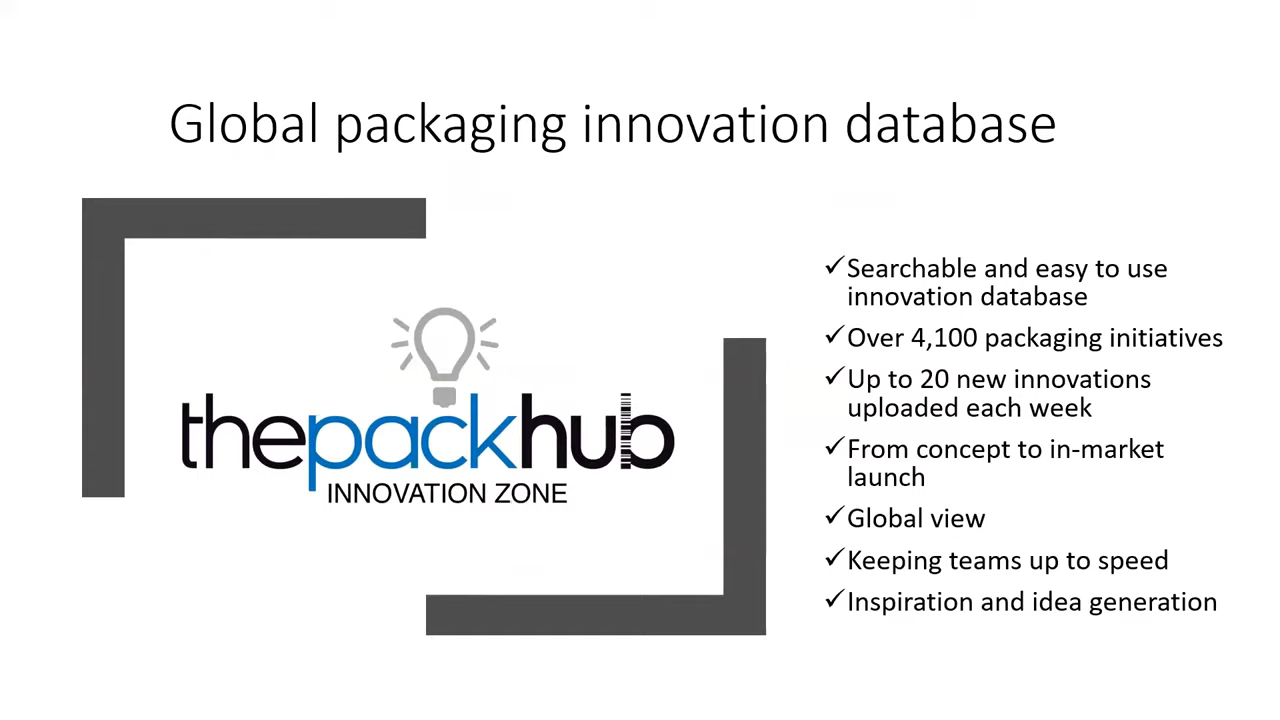 Global packaging innovation database
thepackhub
INNOVATION ZONE
✓Searchable and easy to use
innovation database
✓Over 4,100 packaging initiatives
✓Up to 20 new innovations
uploaded each week
✓From concept to in-market
launch
✓Global view
✓Keeping teams up to speed
✓Inspiration and idea generation